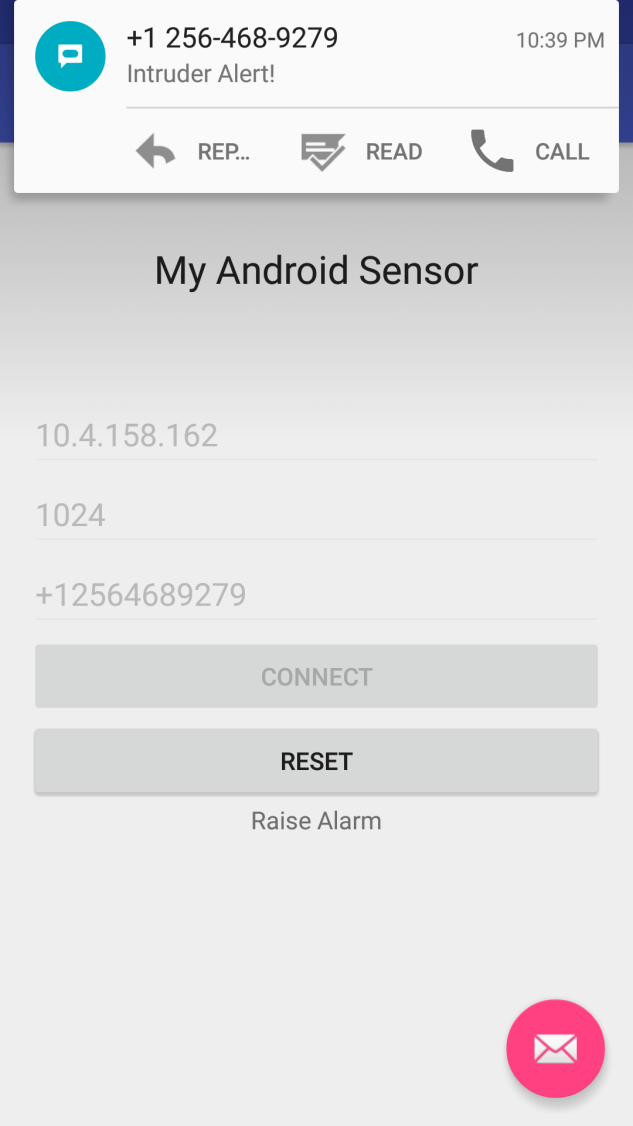 +1 256-468-9279 10:39 PM
Intruder Alert!
REP... READ CALL
My Android Sensor
10.4.158.162
1024
+12564689279
CONNECT
RESET
Raise Alarm